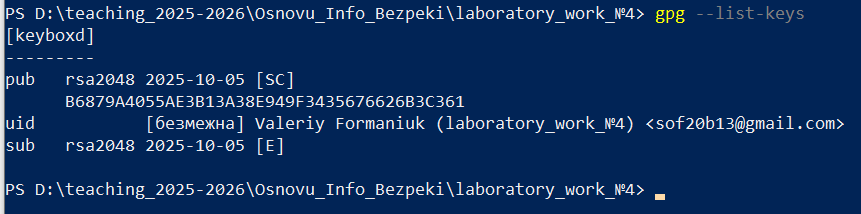 PS D:\teaching_2025-2026\Osnovu_Info_Bezpeki\laboratory_work_№4> gpg --list-keys
[keyboxd]
---------
pub   rsa2048 2025-10-05 [SC]
      B6879A4055AE3B13A38E949F3435676626B3C361
uid           [безмежна] Valeriy Formaniuk (laboratory_work_№4) <sof20b13@gmail.com>
sub   rsa2048 2025-10-05 [E]
PS D:\teaching_2025-2026\Osnovu_Info_Bezpeki\laboratory_work_№4>